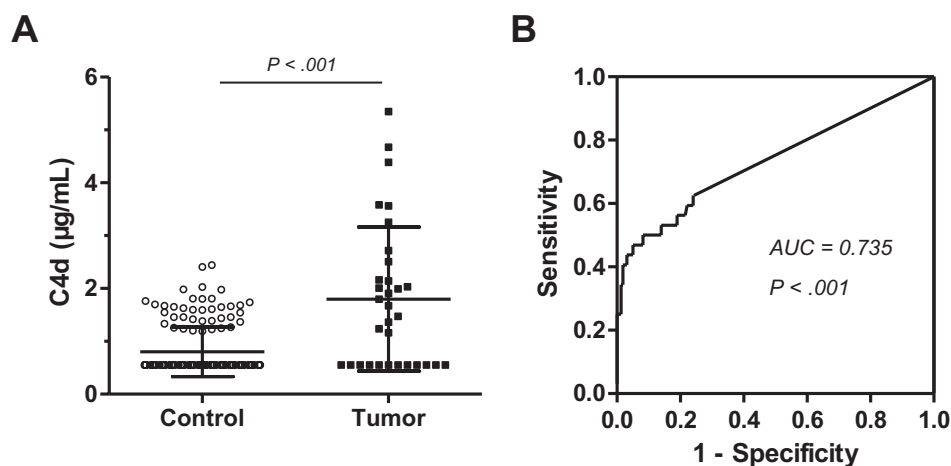 A
P < .001
6
4
2
0
C4d (µg/mL)
Control
Tumor
B
1.0
0.8
0.6
0.4
0.2
0.0
Sensitivity
AUC = 0.735
P < .001
0.0 0.2 0.4 0.6 0.8 1.0
1 - Specificity